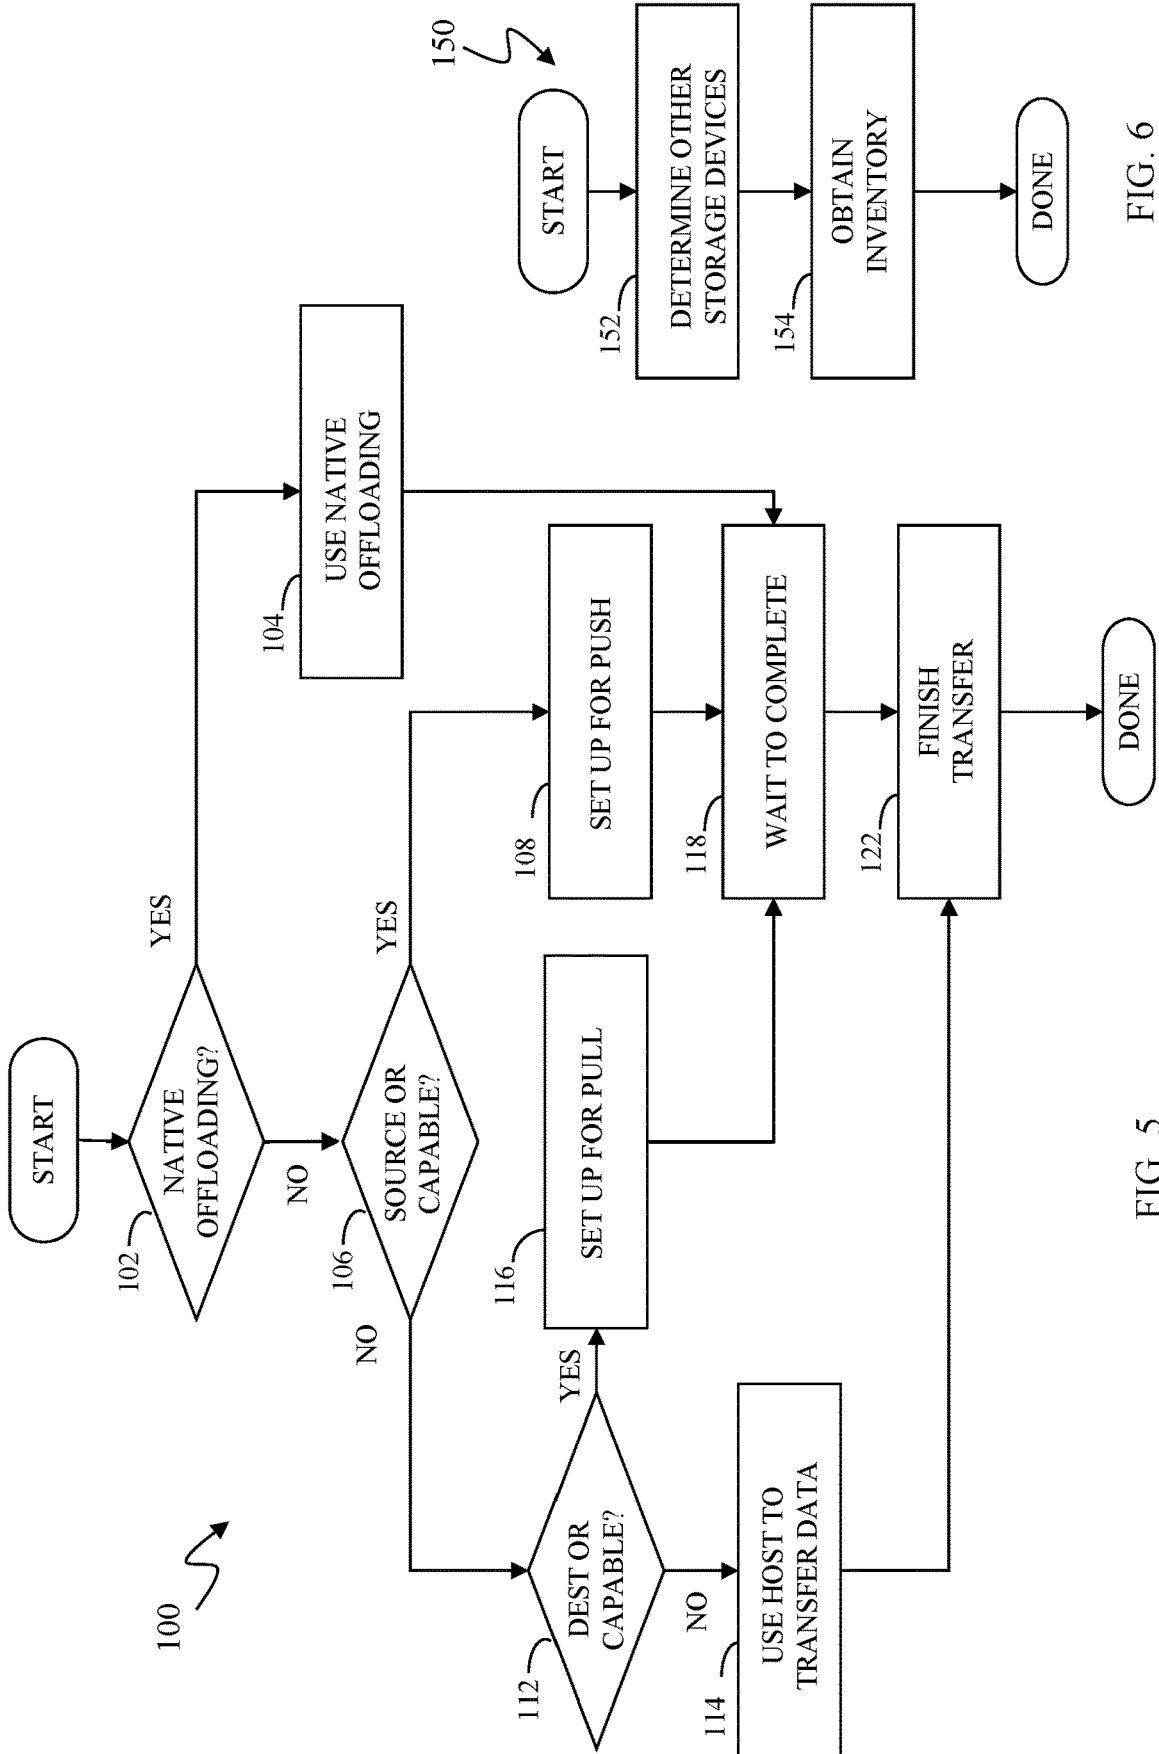 100
START
NATIVE
OFFLOADING?
102
YES
NO
USE NATIVE
OFFLOADING
104
SOURCE OR
CAPABLE?
106
YES
NO
SET UP FOR PUSH
108
DEST OR
CAPABLE?
112
YES
NO
SET UP FOR PULL
116
USE HOST TO
TRANSFER DATA
114
WAIT TO COMPLETE
118
FINISH
TRANSFER
122
DONE
FIG. 5
150
START
DETERMINE OTHER
STORAGE DEVICES
152
OBTAIN
INVENTORY
154
DONE
FIG. 6